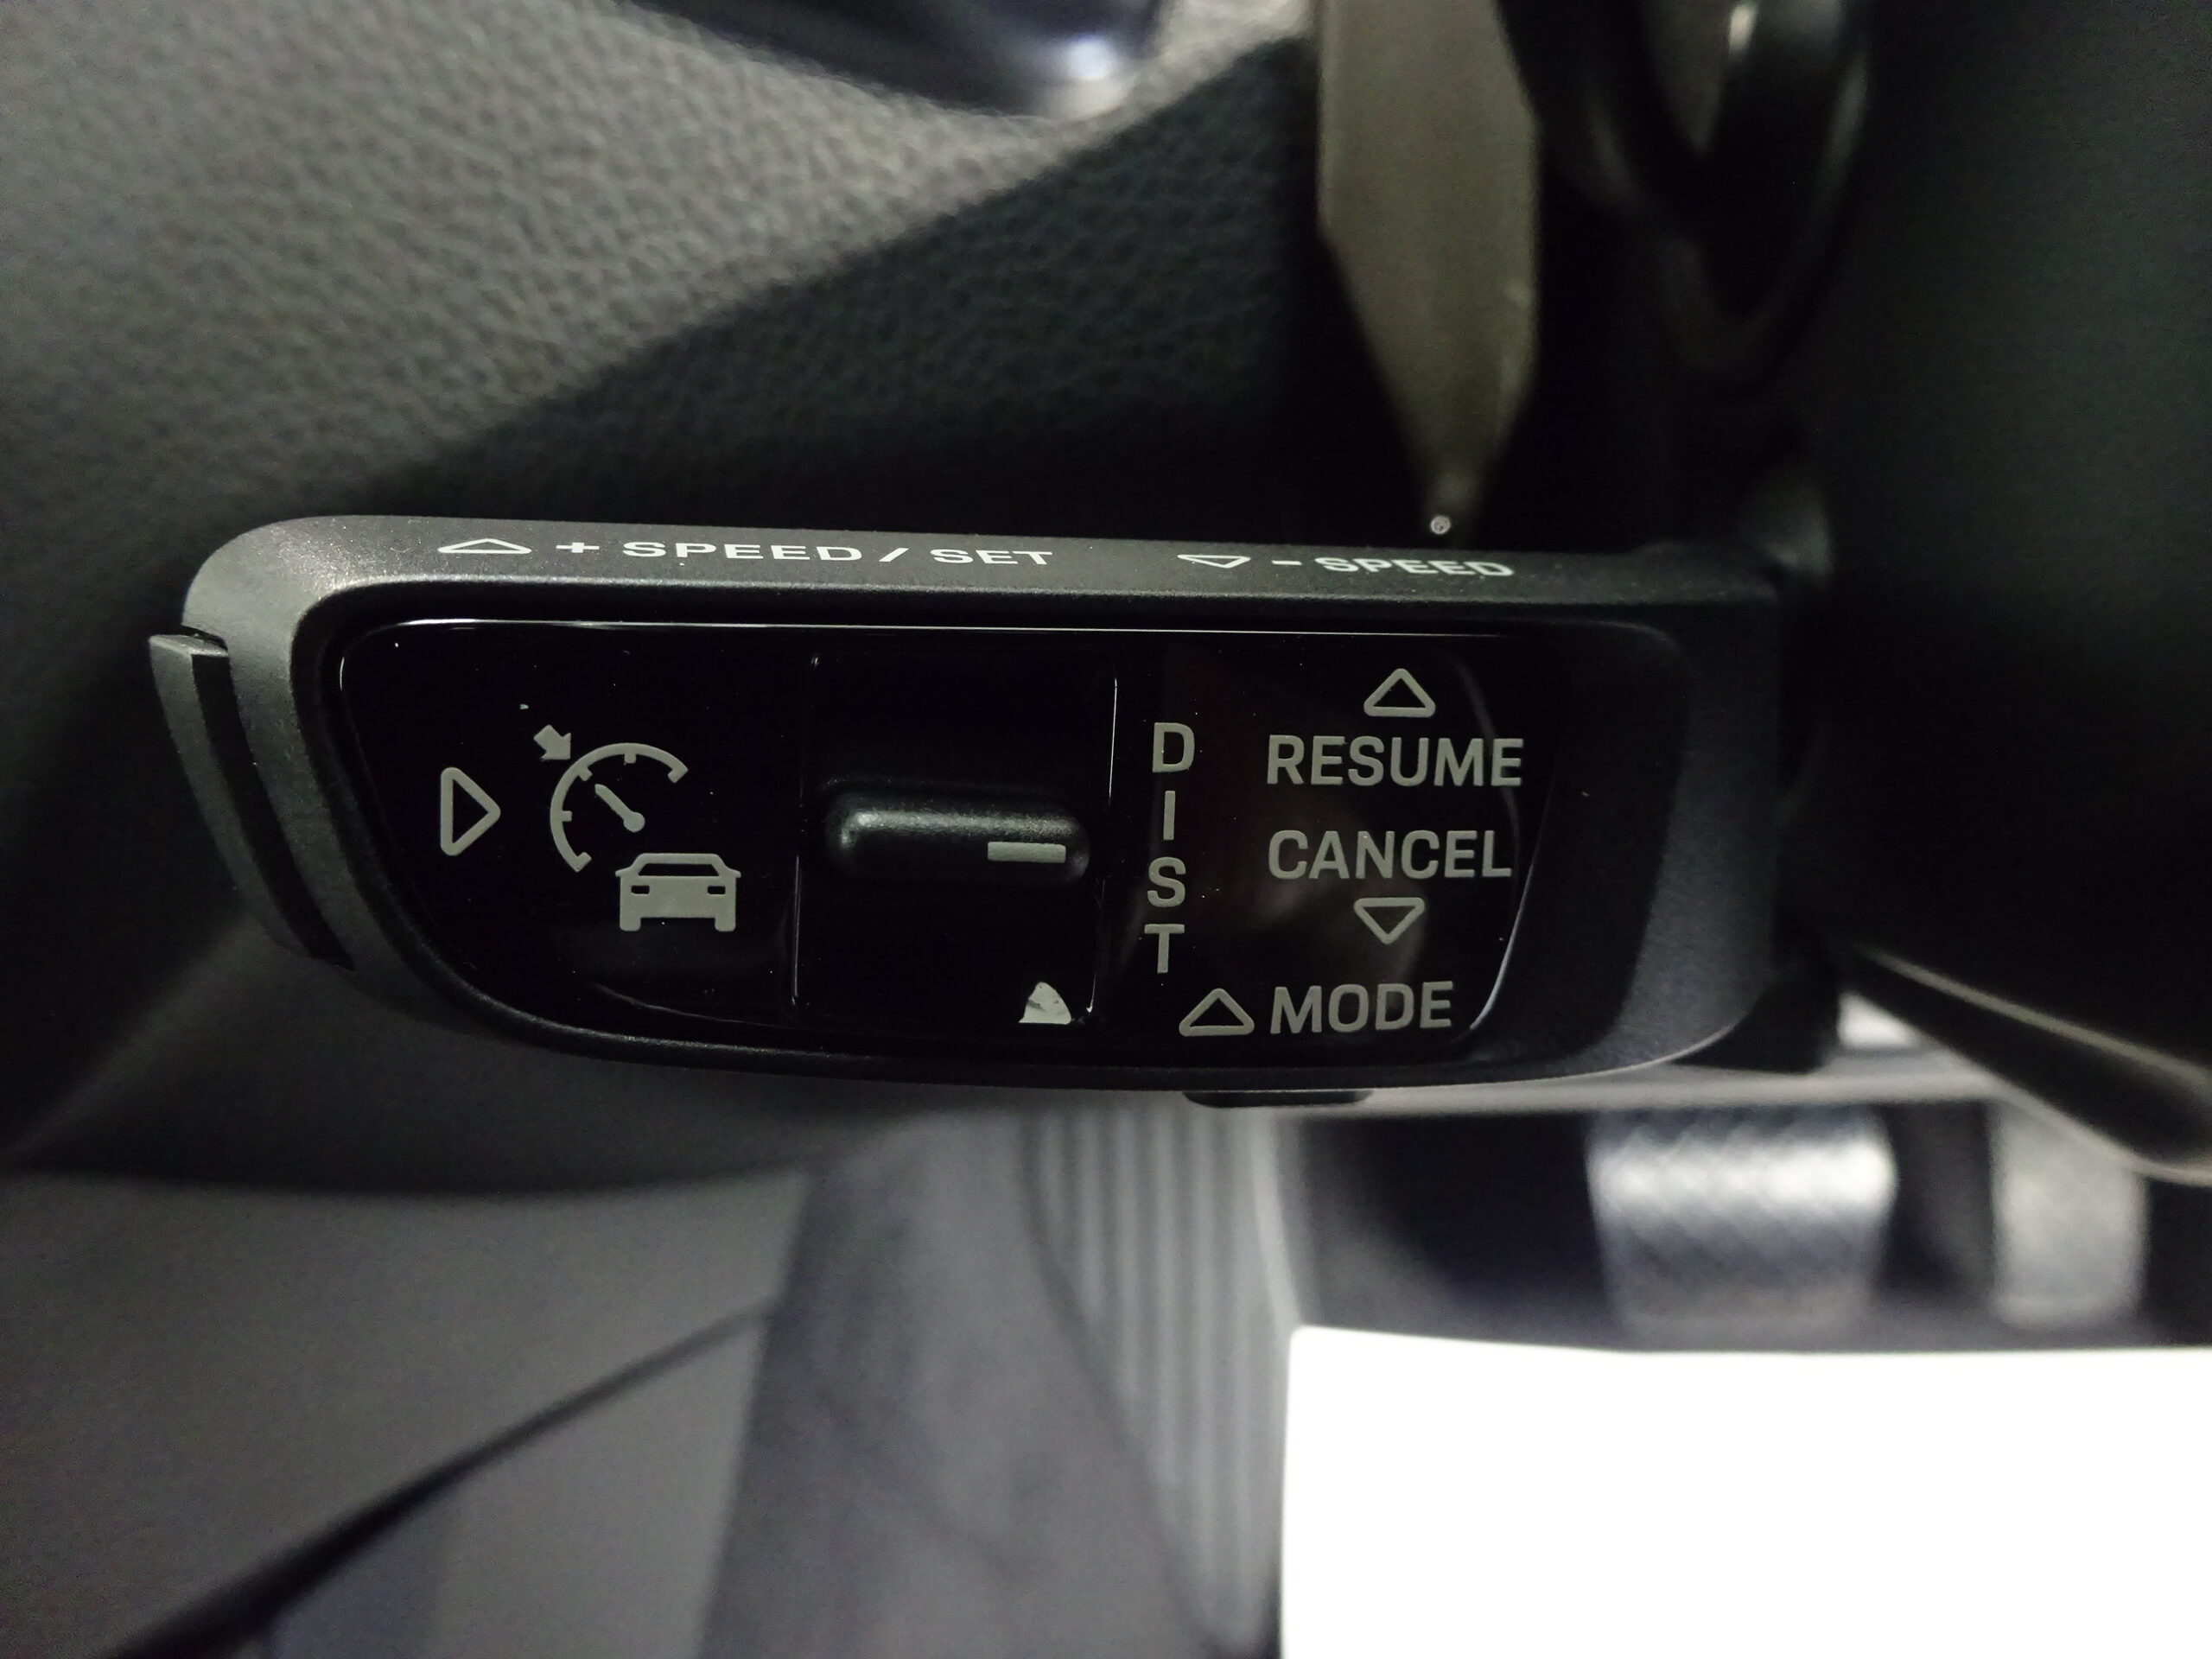 + SPEED / SET
- SPEED
DIST
RESUME
CANCEL
MODE